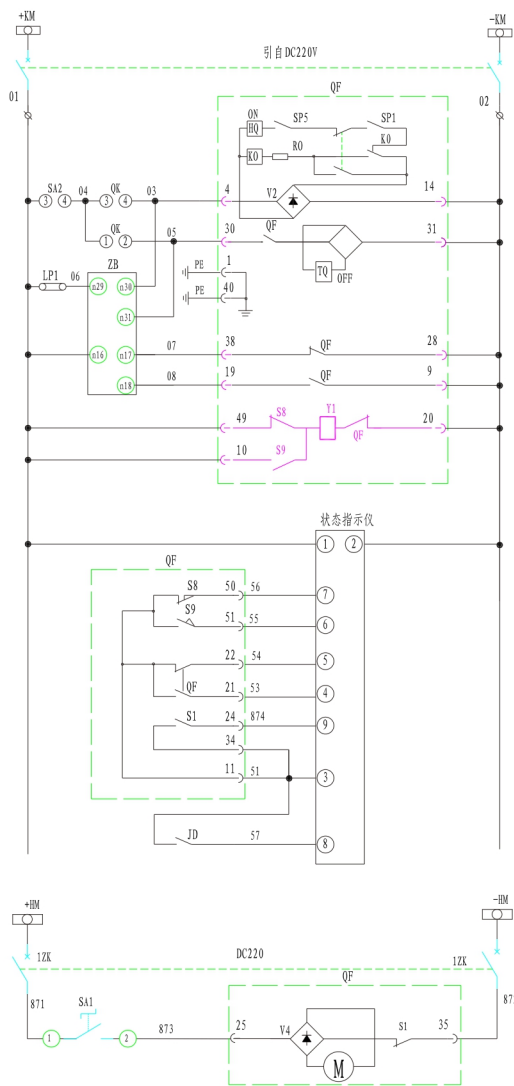 +KM
-KM
引自DC220V
01
02
QF
ON
HQ
SP5
SP1
KO
RO
KO
SA2
3 4
04
QK
3 4
03
4
V2
14
QK
1 2
05
30
QF
31
TQ
OFF
ZB
PE
1
LP1
06
n29
n30
PE
40
n31
n16
n17
07
38
QF
28
n18
08
19
QF
9
49
S8
Y1
20
QF
10
S9
状态指示仪
1 2
QF
S8
50
56
7
S9
51
55
6
22
54
5
QF
21
53
4
S1
24
874
9
34
11
51
3
JD
57
8
+HM
-HM
1ZK
DC220
1ZK
QF
871
SA1
1
2
873
25
V4
S1
35
M